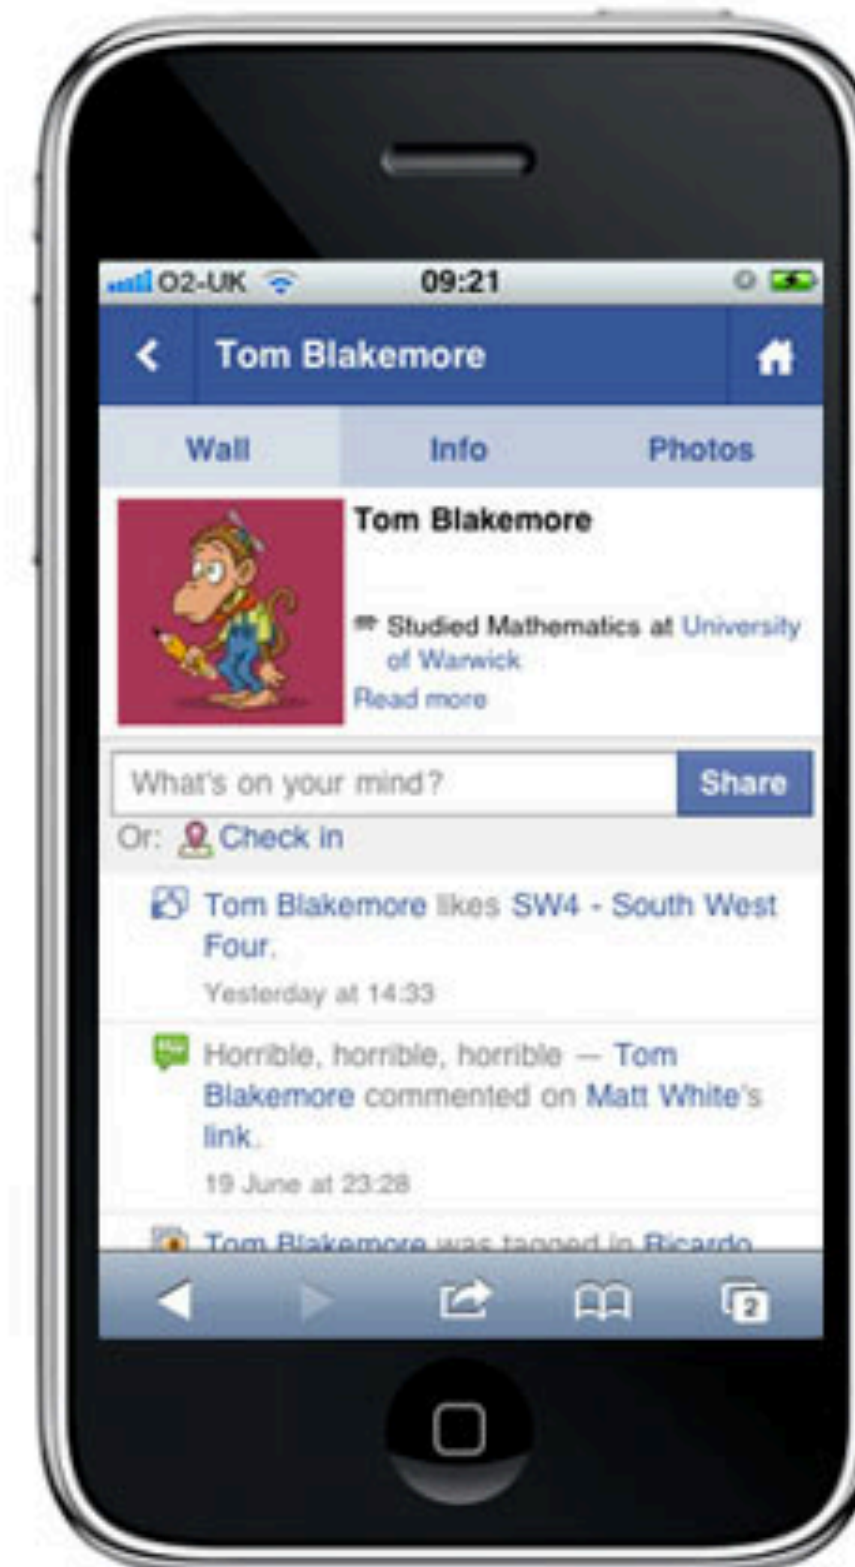 O2-UK 09:21
Tom Blakemore
Wall Info Photos
Tom Blakemore
Studied Mathematics at University
of Warwick
Read more
What's on your mind? Share
Or: Check in
Tom Blakemore likes SW4 - South West
Four.
Yesterday at 14:33
Horrible, horrible, horrible — Tom
Blakemore commented on Matt White's
link.
19 June at 23:28
Tom Blakemore was tagged in Ricardo
2